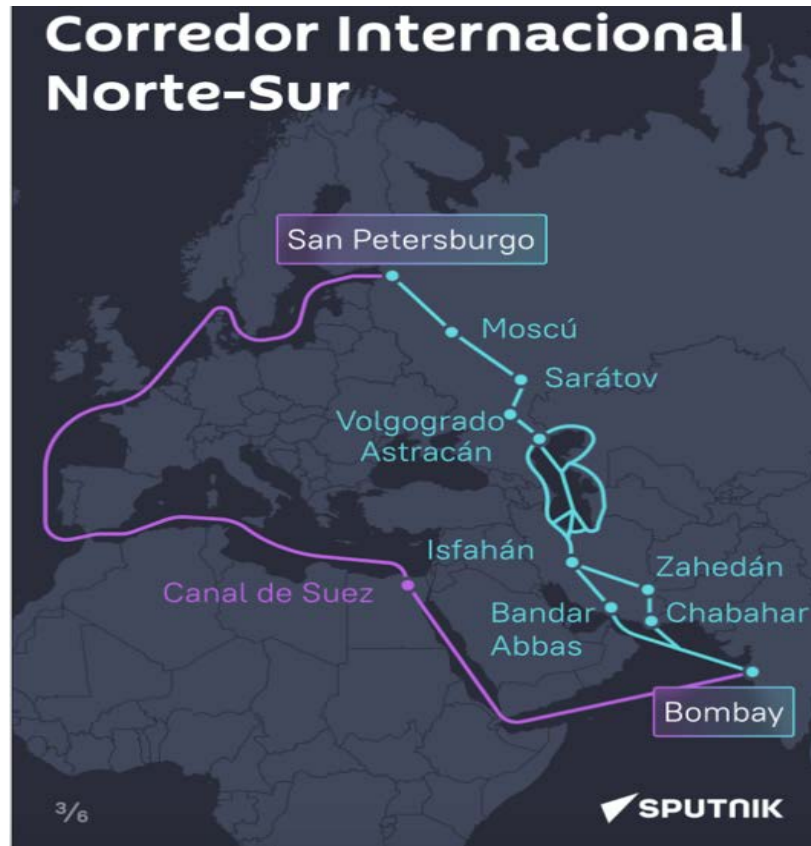 Corredor Internacional
Norte-Sur
San Petersburgo
Moscú
Sarátov
Volgogrado
Astracán
Isfahán
Zahedán
Canal de Suez
Bandar
Abbas
Chabahar
Bombay
3/6
SPUTNIK